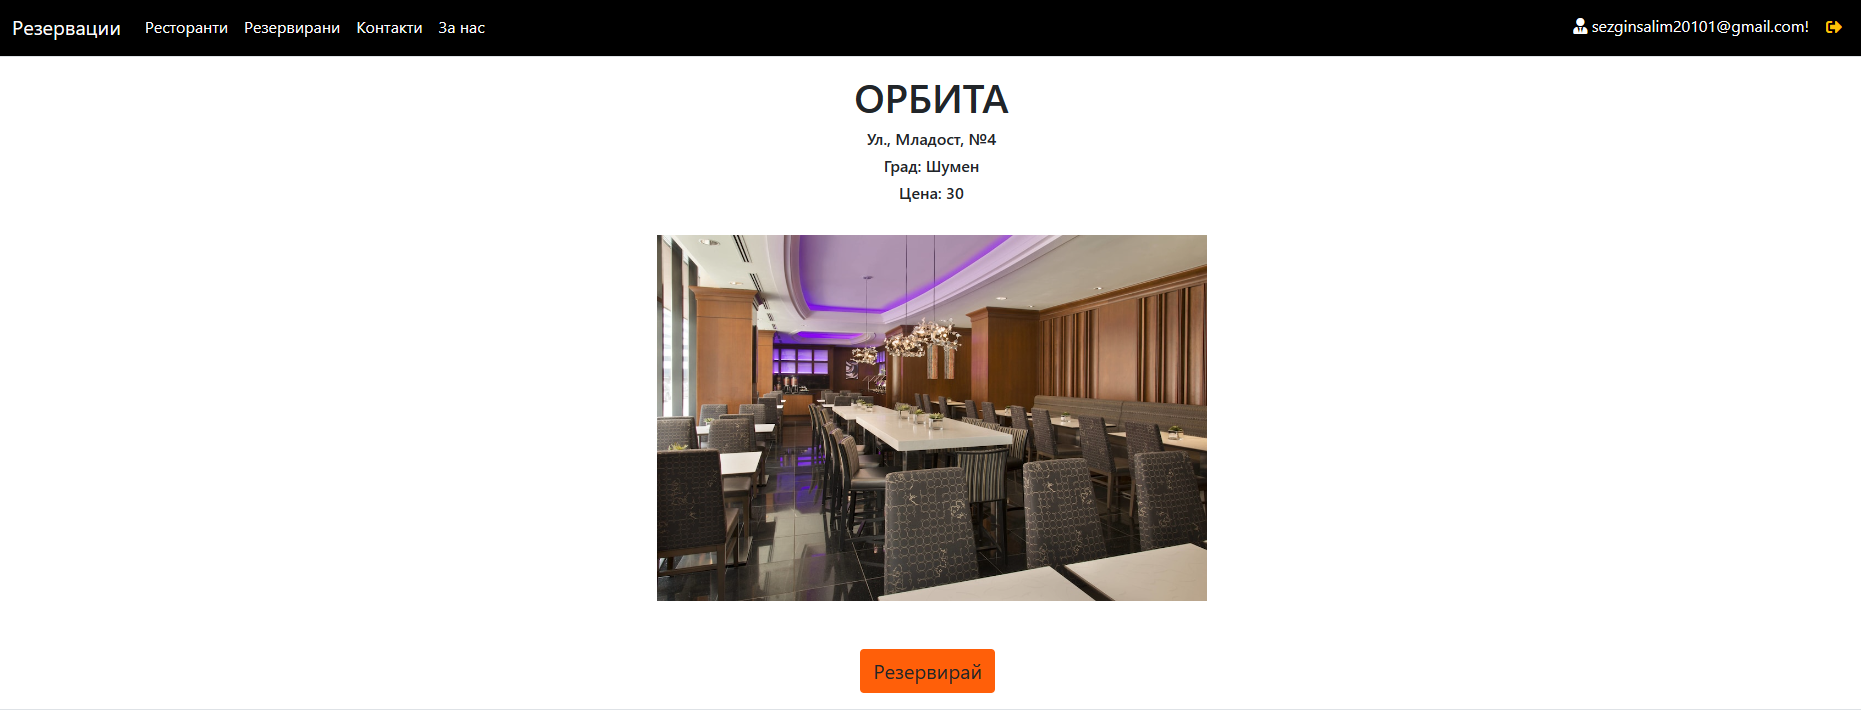 Резервации Ресторанти Резервирани Контакти За нас sezginsalim20101@gmail.com!
ОРБИТА
Ул., Младост, №4
Град: Шумен
Цена: 30
Резервирай